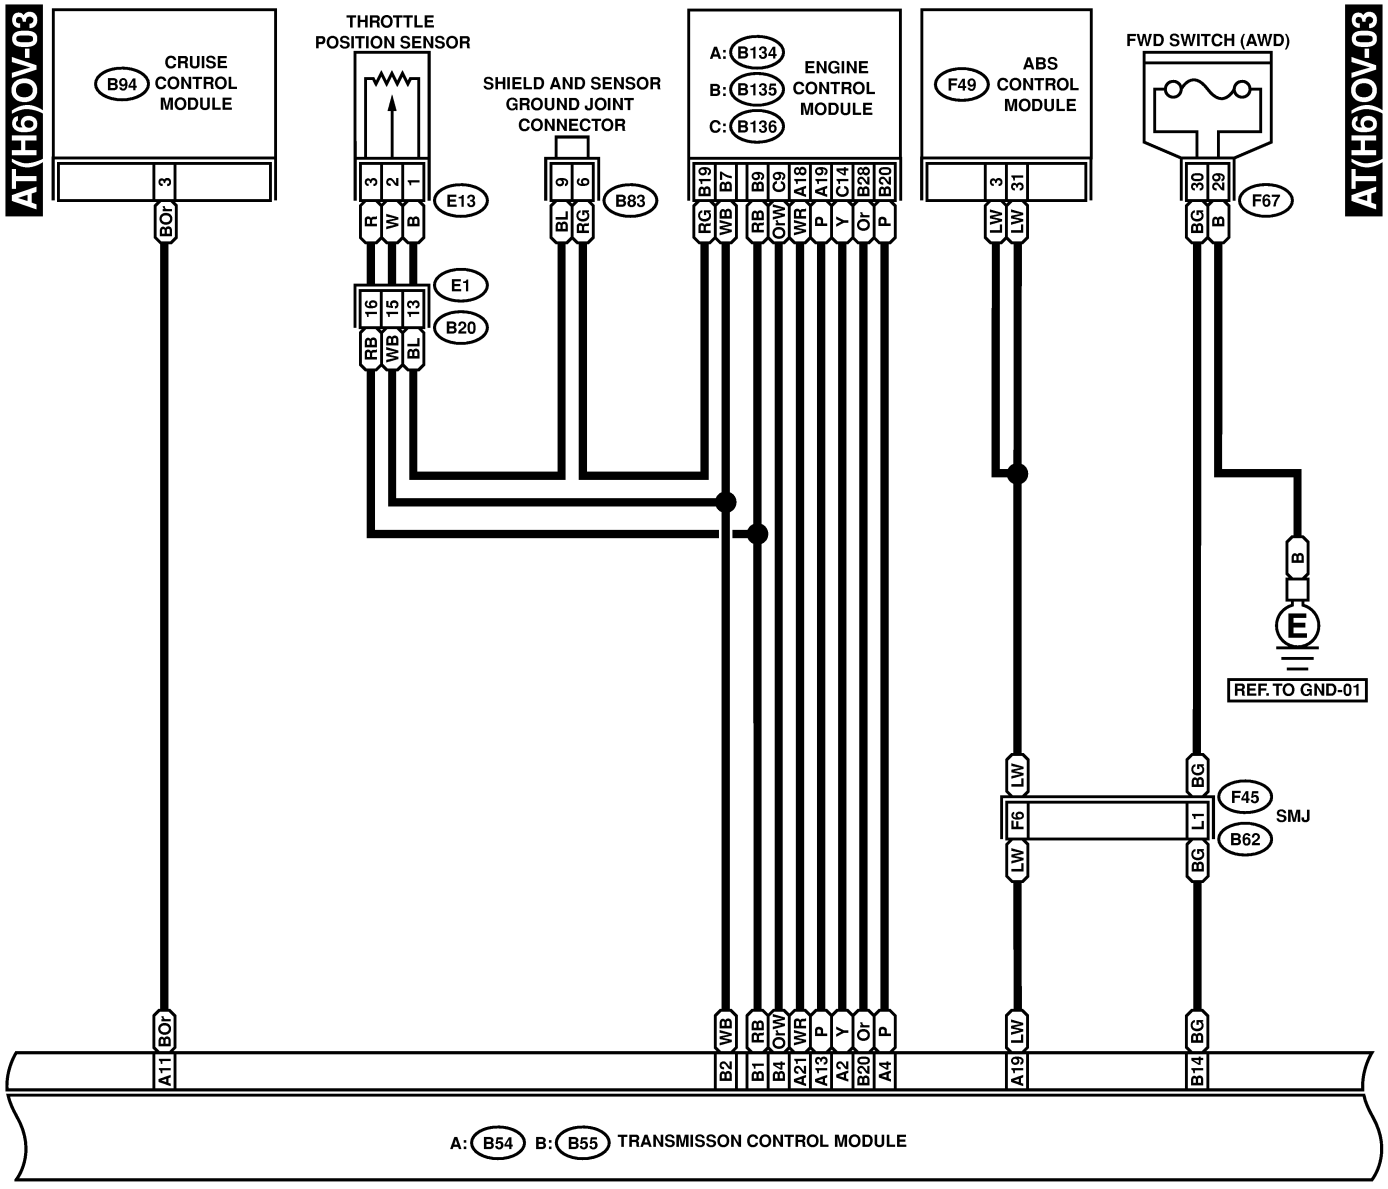 AT(H6)OV-03
AT(H6)OV-03
CRUISE
CONTROL
MODULE
B94
3
BOr
THROTTLE
POSITION SENSOR
3 2 1
E13
R W B
E1
16 15 13
B20
RB WB BL
SHIELD AND SENSOR
GROUND JOINT
CONNECTOR
9 6
B83
BL RG
A: B134
B: B135
C: B136
ENGINE
CONTROL
MODULE
B19 B7 B9 C9 A18 A19 C14 B28 B20
RG WB RB OrW WR P Y Or P
F49
ABS
CONTROL
MODULE
3 31
LW LW
FWD SWITCH (AWD)
30 29
F67
BG B
B
E
REF. TO GND-01
LW BG
F45
F6 L1
SMJ
B62
LW BG
BOr WB RB OrW WR P Y Or P LW BG
A11 B2 B1 B4 A21 A13 A2 B20 A4 A19 B14
A: B54 B: B55 TRANSMISSON CONTROL MODULE